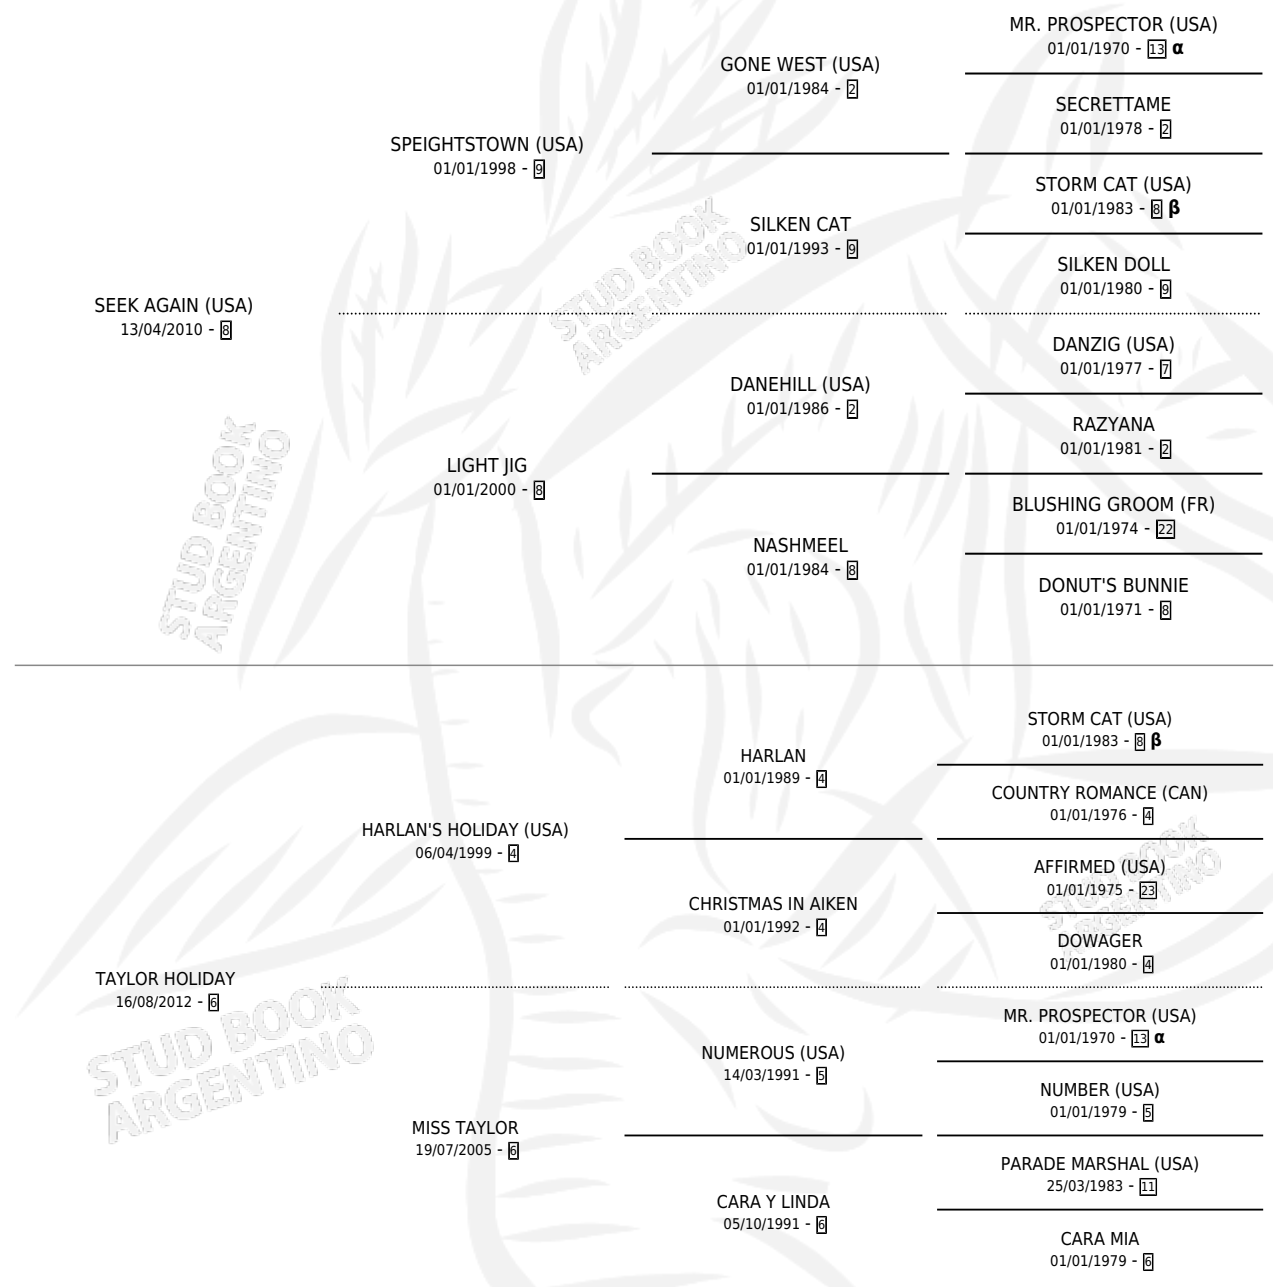 MR. PROSPECTOR (USA)
01/01/1970 - 13 α
GONE WEST (USA)
01/01/1984 - 2
SECRETTAME
01/01/1978 - 2
SPEIGHTSTOWN (USA)
01/01/1998 - 9
STORM CAT (USA)
01/01/1983 - 8 β
SILKEN CAT
01/01/1993 - 9
SILKEN DOLL
01/01/1980 - 9
SEEK AGAIN (USA)
13/04/2010 - 8
DANZIG (USA)
01/01/1977 - 7
DANEHILL (USA)
01/01/1986 - 2
RAZYANA
01/01/1981 - 2
LIGHT JIG
01/01/2000 - 8
BLUSHING GROOM (FR)
01/01/1974 - 22
NASHMEEL
01/01/1984 - 8
DONUT'S BUNNIE
01/01/1971 - 8
STORM CAT (USA)
01/01/1983 - 8 β
HARLAN
01/01/1989 - 4
COUNTRY ROMANCE (CAN)
01/01/1976 - 4
HARLAN'S HOLIDAY (USA)
06/04/1999 - 4
AFFIRMED (USA)
01/01/1975 - 23
CHRISTMAS IN AIKEN
01/01/1992 - 4
DOWAGER
01/01/1980 - 4
TAYLOR HOLIDAY
16/08/2012 - 6
MR. PROSPECTOR (USA)
01/01/1970 - 13 α
NUMEROUS (USA)
14/03/1991 - 5
NUMBER (USA)
01/01/1979 - 5
MISS TAYLOR
19/07/2005 - 6
PARADE MARSHAL (USA)
25/03/1983 - 11
CARA Y LINDA
05/10/1991 - 6
CARA MIA
01/01/1979 - 6
STUD BOOK
ARGENTINO
STUD BOOK
ARGENTINO
STUD BOOK
ARGENTINO
STUD BOOK
ARGENTINO